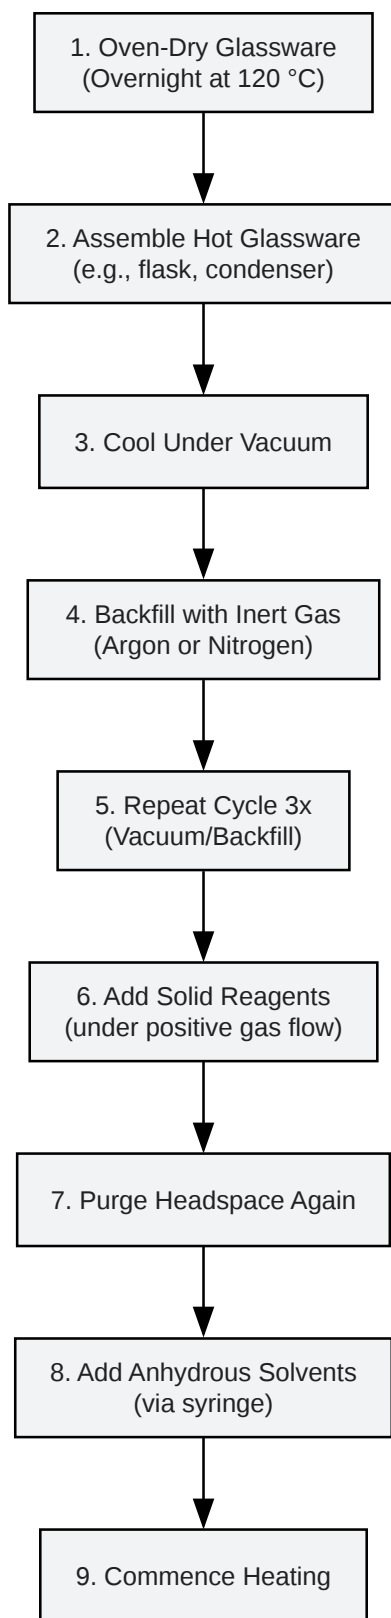 1. Oven-Dry Glassware
(Overnight at 120 °C)
2. Assemble Hot Glassware
(e.g., flask, condenser)
3. Cool Under Vacuum
4. Backfill with Inert Gas
(Argon or Nitrogen)
5. Repeat Cycle 3x
(Vacuum/Backfill)
6. Add Solid Reagents
(under positive gas flow)
7. Purge Headspace Again
8. Add Anhydrous Solvents
(via syringe)
9. Commence Heating